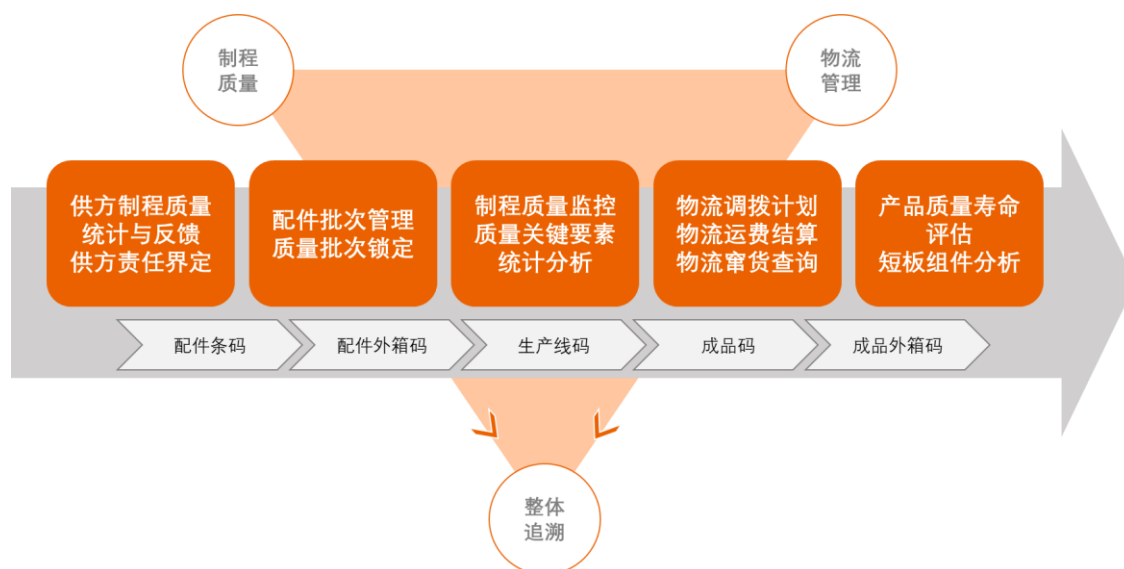 制程
质量
物流
管理
供方制程质量
统计与反馈
供方责任界定
配件批次管理
质量批次锁定
制程质量监控
质量关键要素
统计分析
物流调拨计划
物流运费结算
物流窜货查询
产品质量寿命
评估
短板组件分析
配件条码
配件外箱码
生产线码
成品码
成品外箱码
整体
追溯